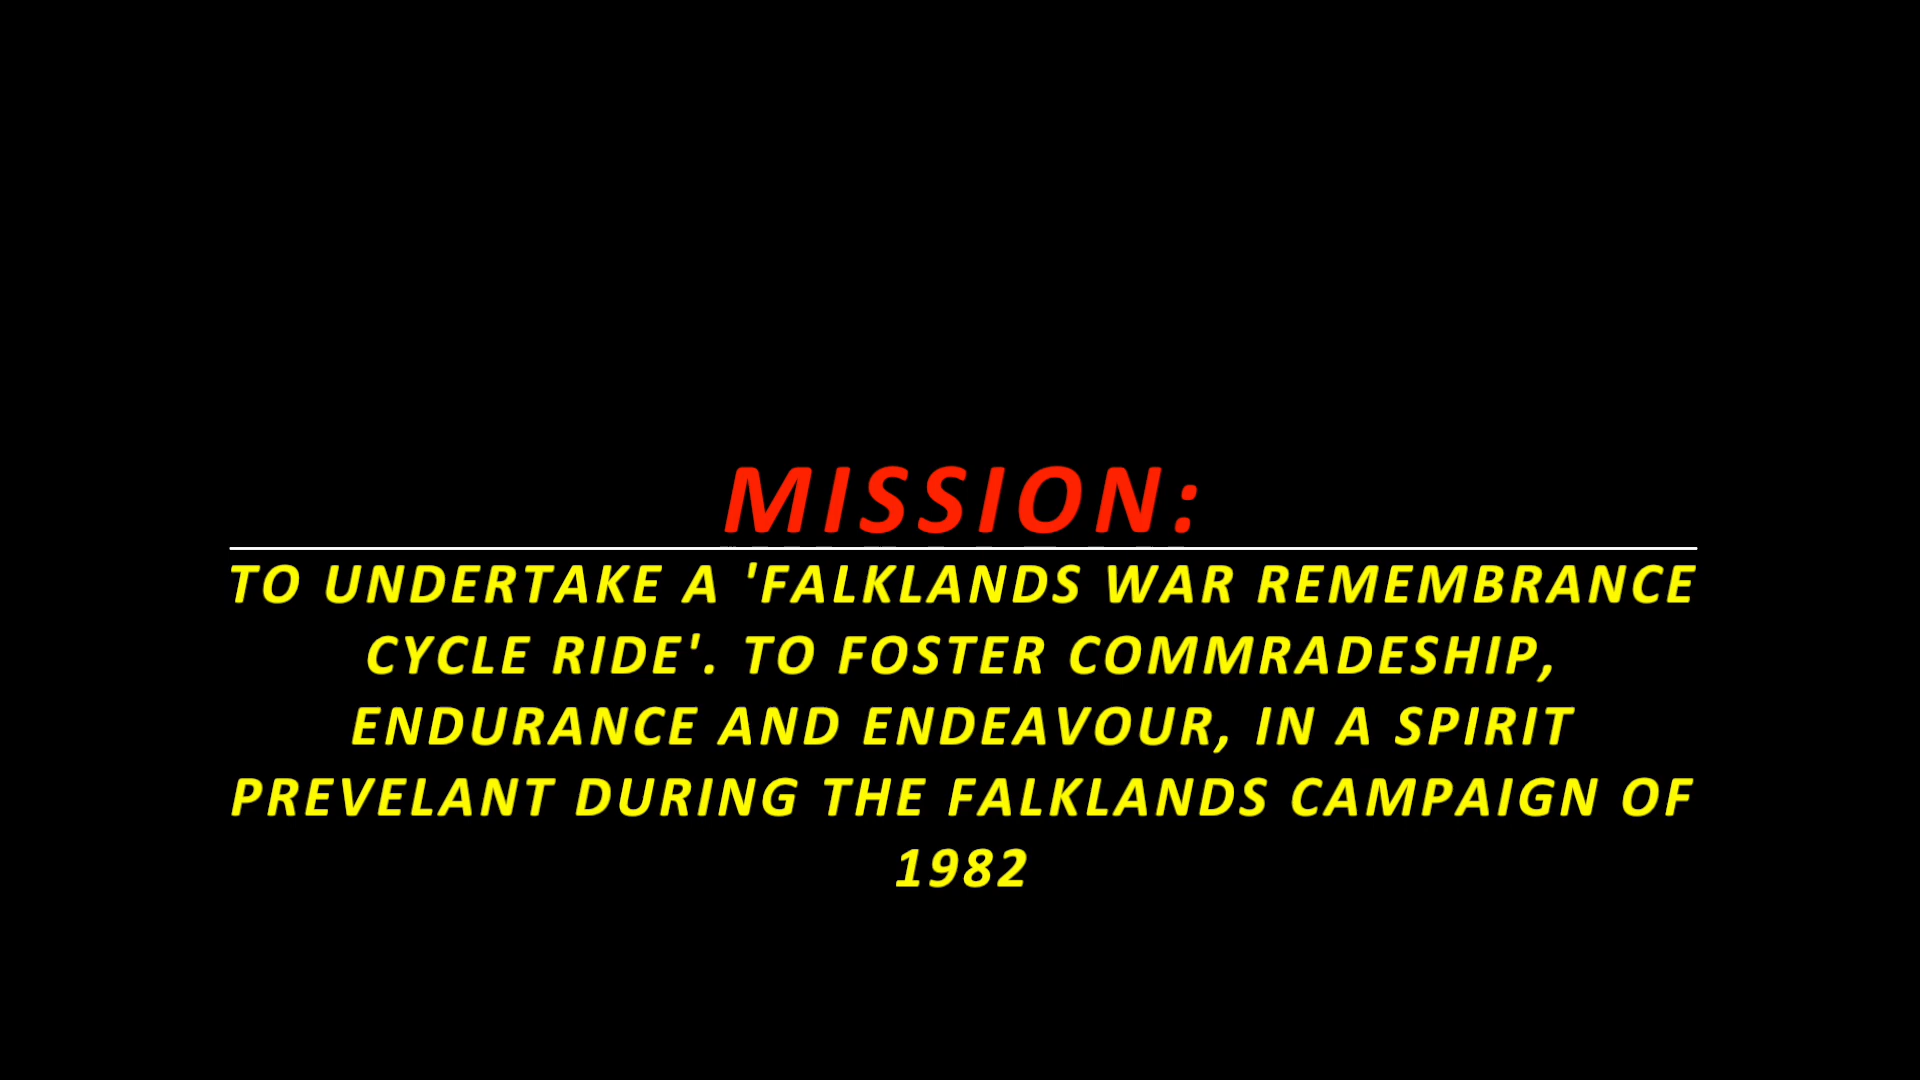 MISSION:
TO UNDERTAKE A 'FALKLANDS WAR REMEMBRANCE
CYCLE RIDE'. TO FOSTER COMMRADESHIP,
ENDURANCE AND ENDEAVOUR, IN A SPIRIT
PREVELANT DURING THE FALKLANDS CAMPAIGN OF
1982